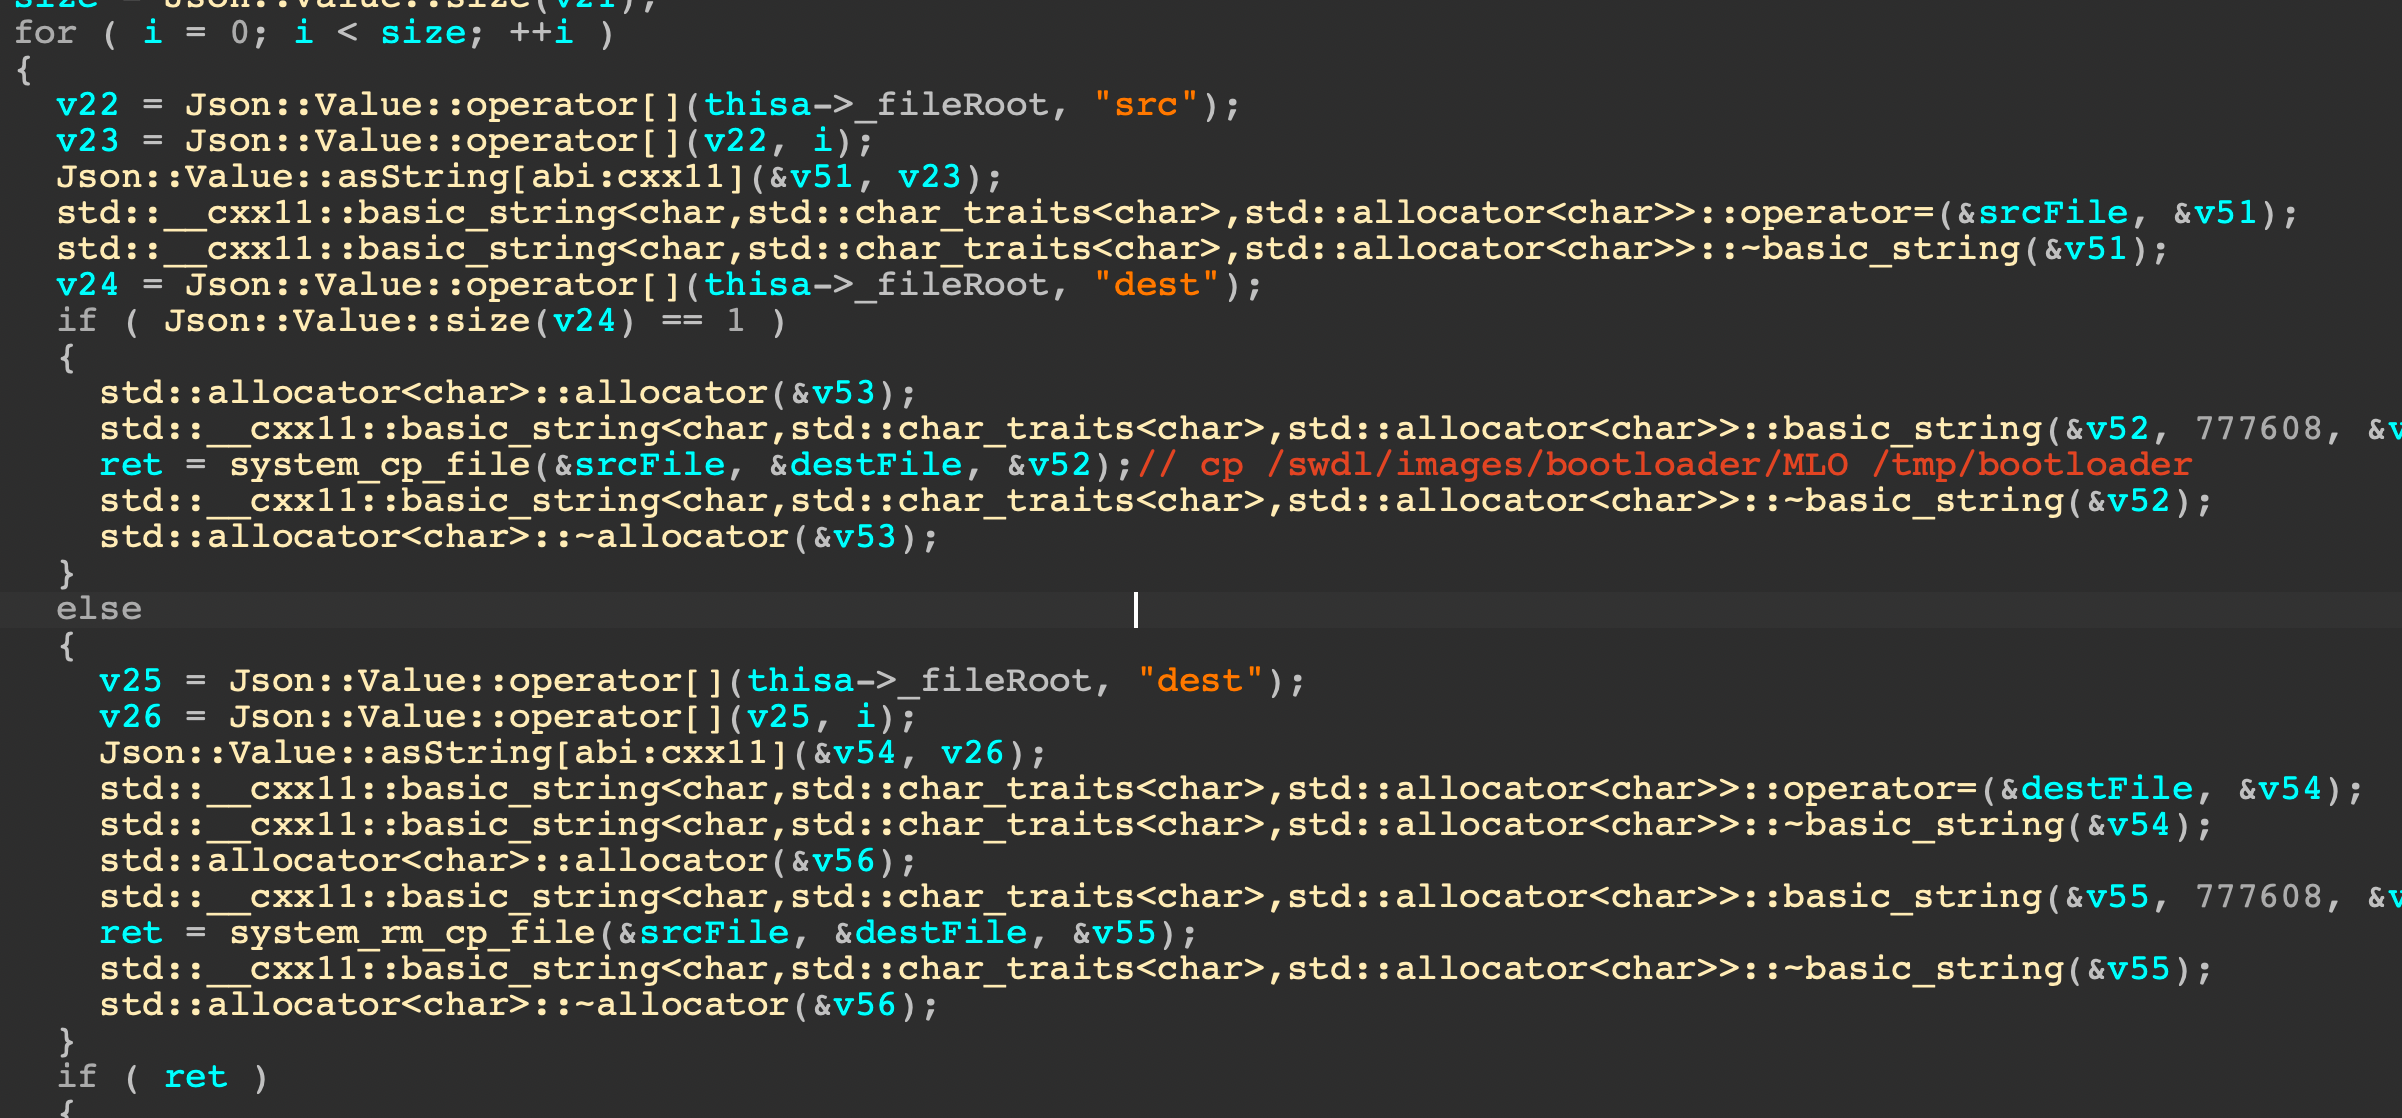 size = Json::Value::size(v21);
for ( i = 0; i < size; ++i )
{
v22 = Json::Value::operator[](thisa->_fileRoot, "src");
v23 = Json::Value::operator[](v22, i);
Json::Value::asString[abi:cxx11](&v51, v23);
std::__cxx11::basic_string<char,std::char_traits<char>,std::allocator<char>>::operator=(&srcFile, &v51);
std::__cxx11::basic_string<char,std::char_traits<char>,std::allocator<char>>::~basic_string(&v51);
v24 = Json::Value::operator[](thisa->_fileRoot, "dest");
if ( Json::Value::size(v24) == 1 )
{
std::allocator<char>::allocator(&v53);
std::__cxx11::basic_string<char,std::char_traits<char>,std::allocator<char>>::basic_string(&v52, 777608, &v
ret = system_cp_file(&srcFile, &destFile, &v52);// cp /swdl/images/bootloader/MLO /tmp/bootloader
std::__cxx11::basic_string<char,std::char_traits<char>,std::allocator<char>>::~basic_string(&v52);
std::allocator<char>::~allocator(&v53);
}
else
{
v25 = Json::Value::operator[](thisa->_fileRoot, "dest");
v26 = Json::Value::operator[](v25, i);
Json::Value::asString[abi:cxx11](&v54, v26);
std::__cxx11::basic_string<char,std::char_traits<char>,std::allocator<char>>::operator=(&destFile, &v54);
std::__cxx11::basic_string<char,std::char_traits<char>,std::allocator<char>>::~basic_string(&v54);
std::allocator<char>::allocator(&v56);
std::__cxx11::basic_string<char,std::char_traits<char>,std::allocator<char>>::basic_string(&v55, 777608, &v
ret = system_rm_cp_file(&srcFile, &destFile, &v55);
std::__cxx11::basic_string<char,std::char_traits<char>,std::allocator<char>>::~basic_string(&v55);
std::allocator<char>::~allocator(&v56);
}
if ( ret )
{